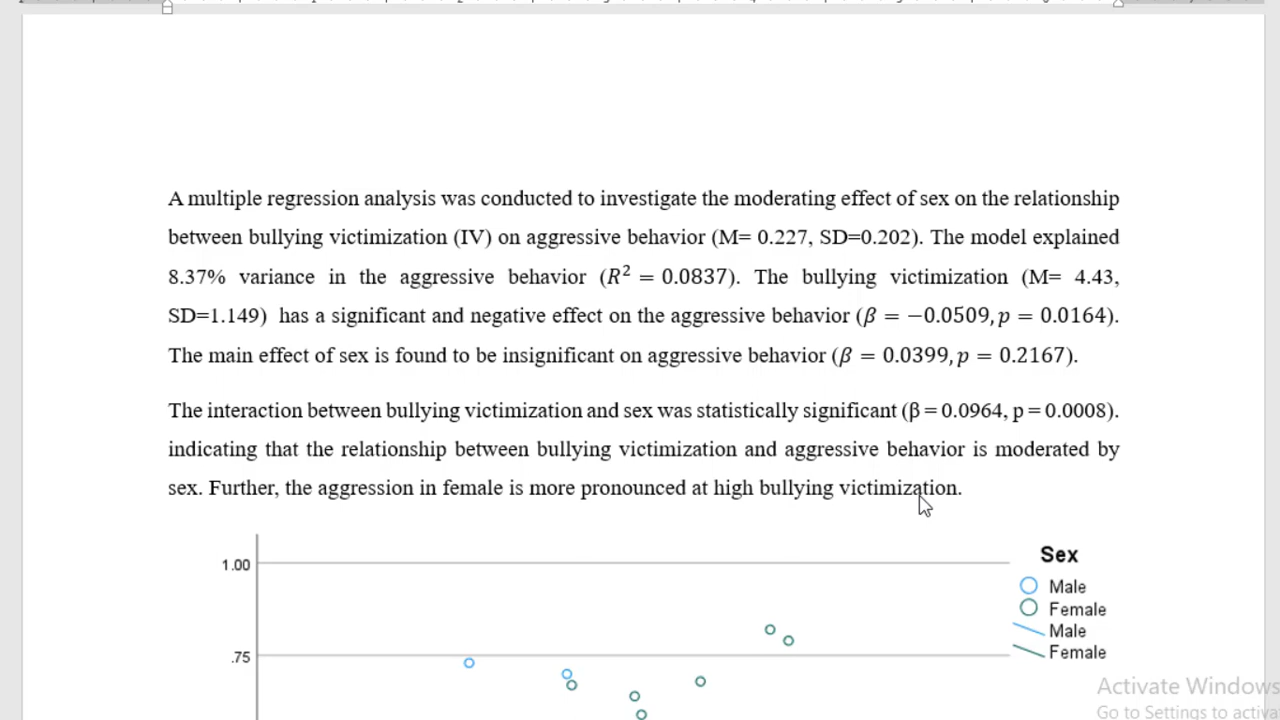 A multiple regression analysis was conducted to investigate the moderating effect of sex on the relationship
between bullying victimization (IV) on aggressive behavior (M= 0.227, SD=0.202). The model explained
8.37% variance in the aggressive behavior (R² = 0.0837). The bullying victimization (M= 4.43,
SD=1.149) has a significant and negative effect on the aggressive behavior (β = −0.0509, p = 0.0164).
The main effect of sex is found to be insignificant on aggressive behavior (β = 0.0399, p = 0.2167).
The interaction between bullying victimization and sex was statistically significant (β = 0.0964, p = 0.0008).
indicating that the relationship between bullying victimization and aggressive behavior is moderated by
sex. Further, the aggression in female is more pronounced at high bullying victimization.
1.00
.75
Sex
Male
Female
Male
Female
Activate Windows
Go to Settings to activa